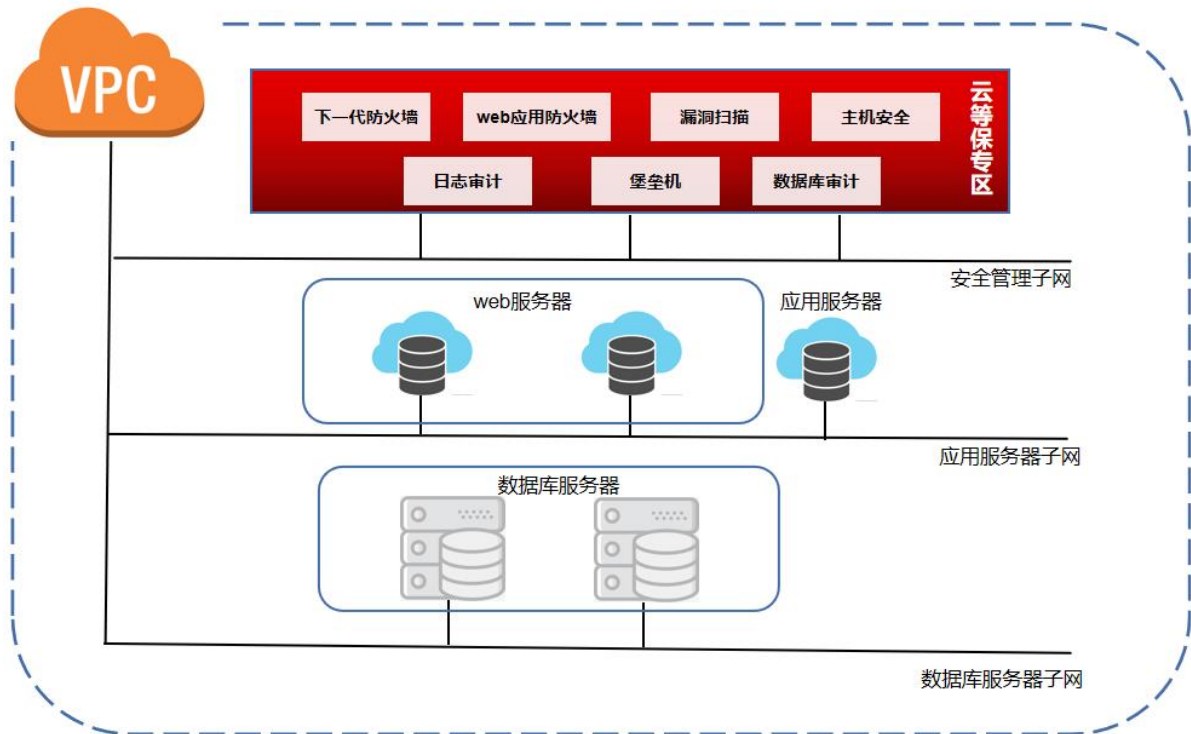 VPC
云等保专区
下一代防火墙
web应用防火墙
漏洞扫描
主机安全
日志审计
堡垒机
数据库审计
安全管理子网
web服务器
应用服务器
应用服务器子网
数据库服务器
数据库服务器子网